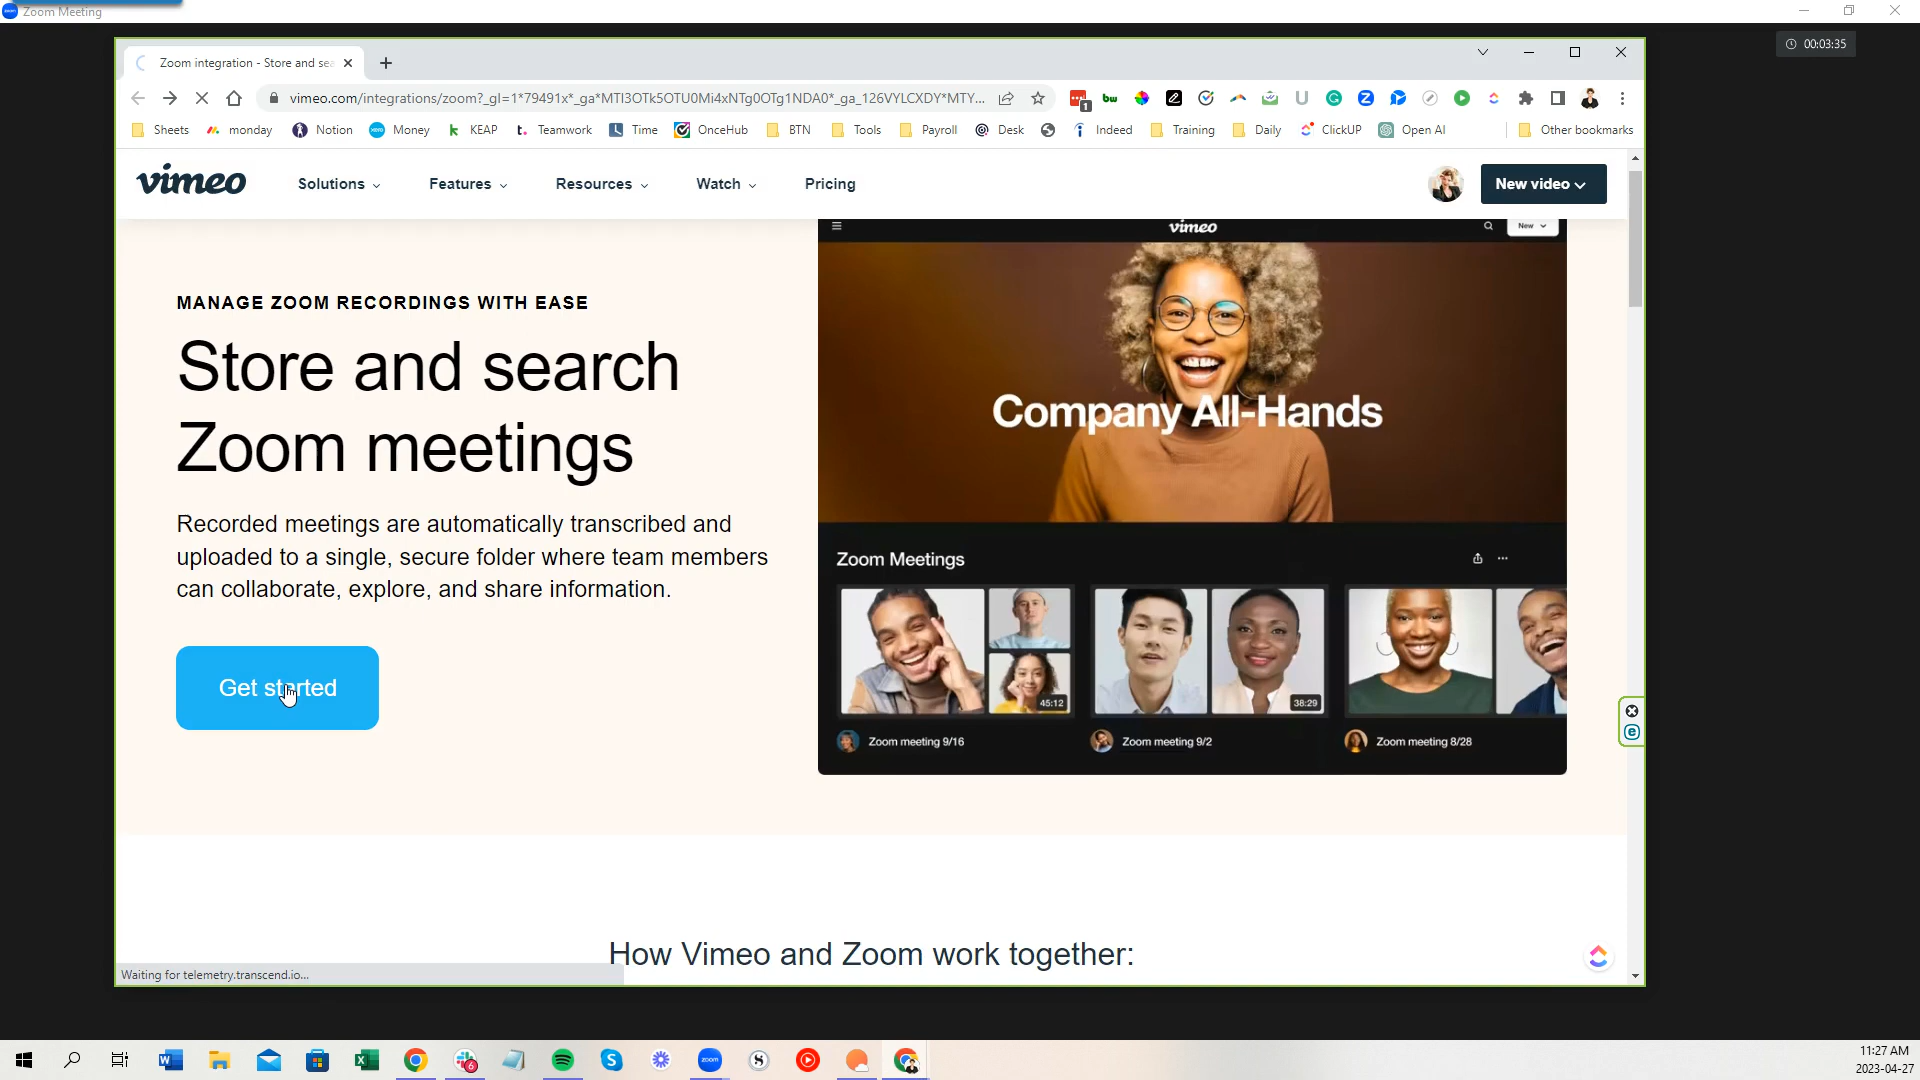 Zoom Meeting
00:03:35
Zoom integration - Store and sea
vimeo.com/integrations/zoom?_gl=1*79491x*_ga*MTI3OTk5OTU0Mi4xNTg0OTg1NDA0*_ga_126VYLCXDY*MTY...
1
bw
Sheets monday Notion Money KEAP Teamwork Time OnceHub BTN Tools Payroll Desk Indeed Training Daily ClickUP Open AI Other bookmarks
vimeo Solutions Features Resources Watch Pricing New video
vimeo New
MANAGE ZOOM RECORDINGS WITH EASE
Store and search
Zoom meetings
Company All-Hands
Recorded meetings are automatically transcribed and
uploaded to a single, secure folder where team members
can collaborate, explore, and share information.
Zoom Meetings
Get started
45:12
38:29
Zoom meeting 9/16
Zoom meeting 9/2
Zoom meeting 8/28
How Vimeo and Zoom work together:
Waiting for telemetry.transcend.io...
zoom
6
11:27 AM
2023-04-27